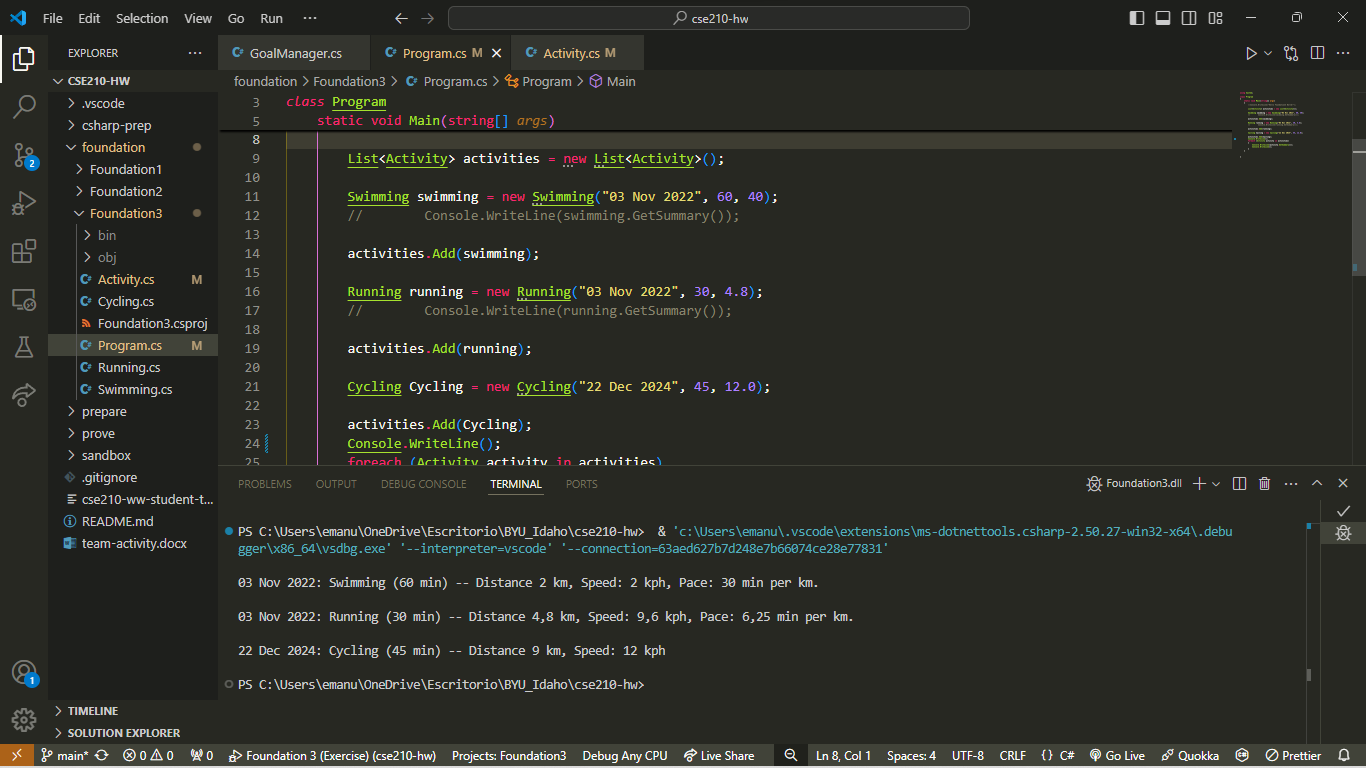 File Edit Selection View Go Run ··· cse210-hw
EXPLORER ···
CSE210-HW
.vscode
csharp-prep
foundation
Foundation1
Foundation2
Foundation3
bin
obj
Activity.cs M
Cycling.cs
Foundation3.csproj
Program.cs M
Running.cs
Swimming.cs
prepare
prove
sandbox
.gitignore
cse210-ww-student-t...
README.md
team-activity.docx
TIMELINE
SOLUTION EXPLORER
2
1
GoalManager.cs Program.cs M Activity.cs M
foundation > Foundation3 > Program.cs > Program > Main
3 class Program
5 static void Main(string[] args)
8
9 List<Activity> activities = new List<Activity>();
10
11 Swimming swimming = new Swimming("03 Nov 2022", 60, 40);
12 // Console.WriteLine(swimming.GetSummary());
13
14 activities.Add(swimming);
15
16 Running running = new Running("03 Nov 2022", 30, 4.8);
17 // Console.WriteLine(running.GetSummary());
18
19 activities.Add(running);
20
21 Cycling Cycling = new Cycling("22 Dec 2024", 45, 12.0);
22
23 activities.Add(Cycling);
24 Console.WriteLine();
25 foreach (Activity activity in activities)
PROBLEMS OUTPUT DEBUG CONSOLE TERMINAL PORTS Foundation3.dll
PS C:\Users\emanu\OneDrive\Escritorio\BYU_Idaho\cse210-hw> & 'c:\Users\emanu\.vscode\extensions\ms-dotnettools.csharp-2.50.27-win32-x64\.debu
gger\x86_64\vsdbg.exe' '--interpreter=vscode' '--connection=63aed627b7d248e7b66074ce28e77831'
03 Nov 2022: Swimming (60 min) -- Distance 2 km, Speed: 2 kph, Pace: 30 min per km.
03 Nov 2022: Running (30 min) -- Distance 4,8 km, Speed: 9,6 kph, Pace: 6,25 min per km.
22 Dec 2024: Cycling (45 min) -- Distance 9 km, Speed: 12 kph
PS C:\Users\emanu\OneDrive\Escritorio\BYU_Idaho\cse210-hw>
main* 0 0 0 Foundation 3 (Exercise) (cse210-hw) Projects: Foundation3 Debug Any CPU Live Share Ln 8, Col 1 Spaces: 4 UTF-8 CRLF {} C# Go Live Quokka Prettier